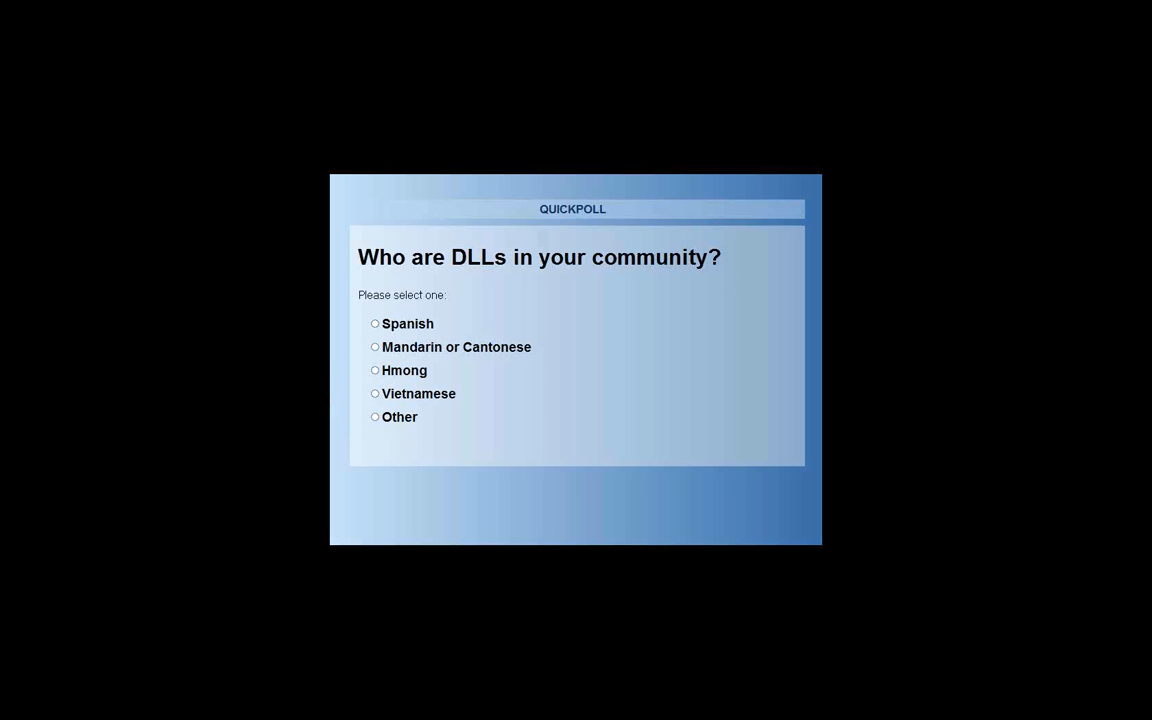 QUICKPOLL
Who are DLLs in your community?
Please select one:
Spanish
Mandarin or Cantonese
Hmong
Vietnamese
Other